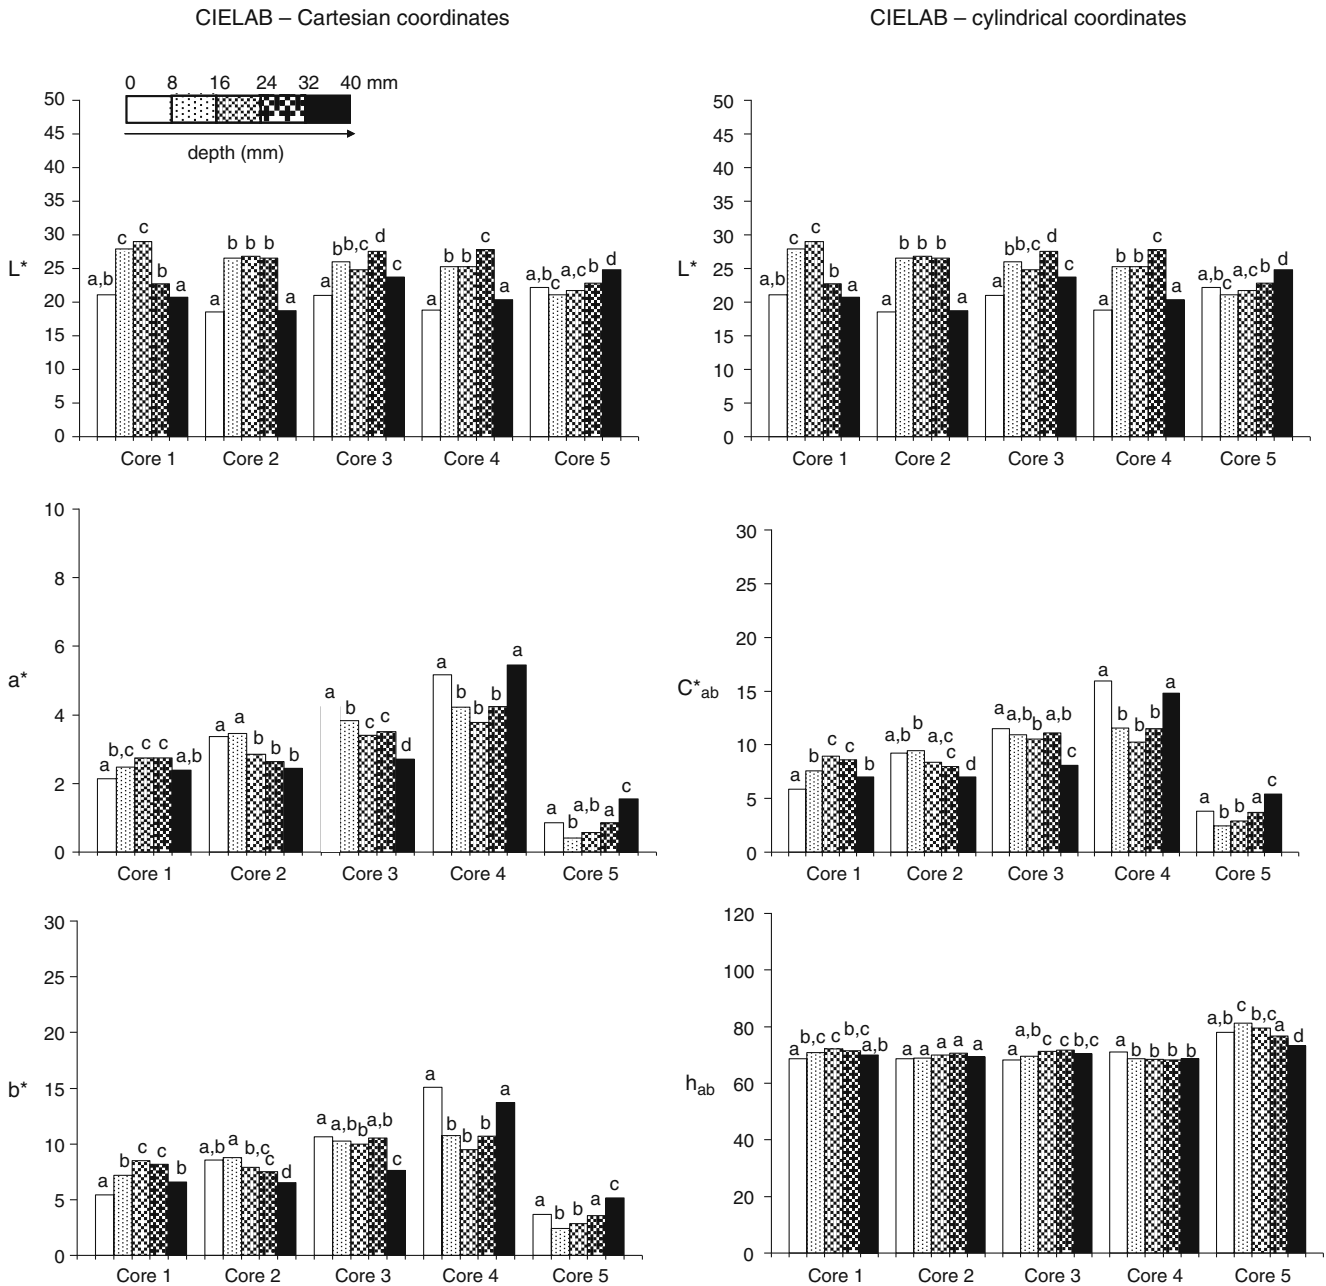 CIELAB – Cartesian coordinates
CIELAB – cylindrical coordinates
0 8 16 24 32 40 mm
depth (mm)
50
45
40
35
30
25
20
15
10
5
0
L*
a,b c c b a
b b b a a
a b b,c d c
a b b c a
a,b c a,c b d
Core 1 Core 2 Core 3 Core 4 Core 5
50
45
40
35
30
25
20
15
10
5
0
L*
a,b c c b a
a b b b a
a b b,c d c
a b b c a
a,b c a,c b d
Core 1 Core 2 Core 3 Core 4 Core 5
10
8
6
4
2
0
a*
a b,c c c a,b
a a b b b
a b c c d
a b b b a
a b a,b a c
Core 1 Core 2 Core 3 Core 4 Core 5
30
25
20
15
10
5
0
C*ab
a b c c b
a,b b a,c c d
a a,b b a,b c
a b b b a
a b b a c
Core 1 Core 2 Core 3 Core 4 Core 5
30
25
20
15
10
5
0
b*
a b c c b
a,b a b,c c d
a a,b b a,b c
a b b b a
a b b a c
Core 1 Core 2 Core 3 Core 4 Core 5
120
100
80
60
40
20
0
hab
a b,c c b,c a,b
a a a a a
a a,b c c b,c
a b b b b
a,b c b,c a d
Core 1 Core 2 Core 3 Core 4 Core 5